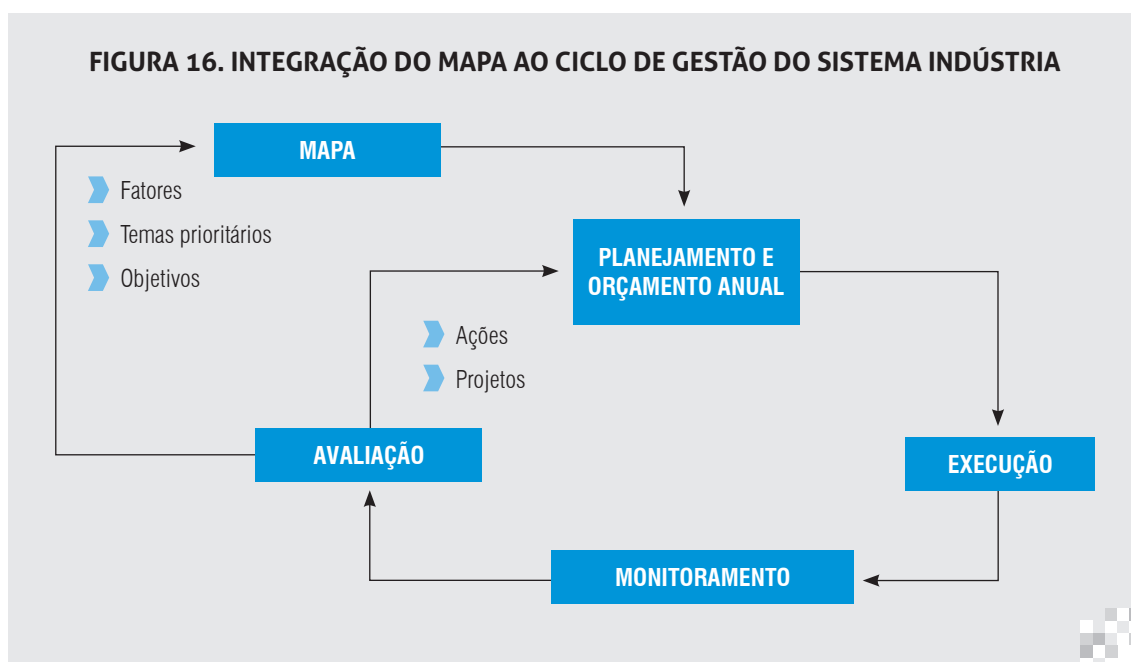 FIGURA 16. INTEGRAÇÃO DO MAPA AO CICLO DE GESTÃO DO SISTEMA INDÚSTRIA
MAPA
Fatores
Temas prioritários
Objetivos
PLANEJAMENTO E
ORÇAMENTO ANUAL
Ações
Projetos
AVALIAÇÃO
EXECUÇÃO
MONITORAMENTO